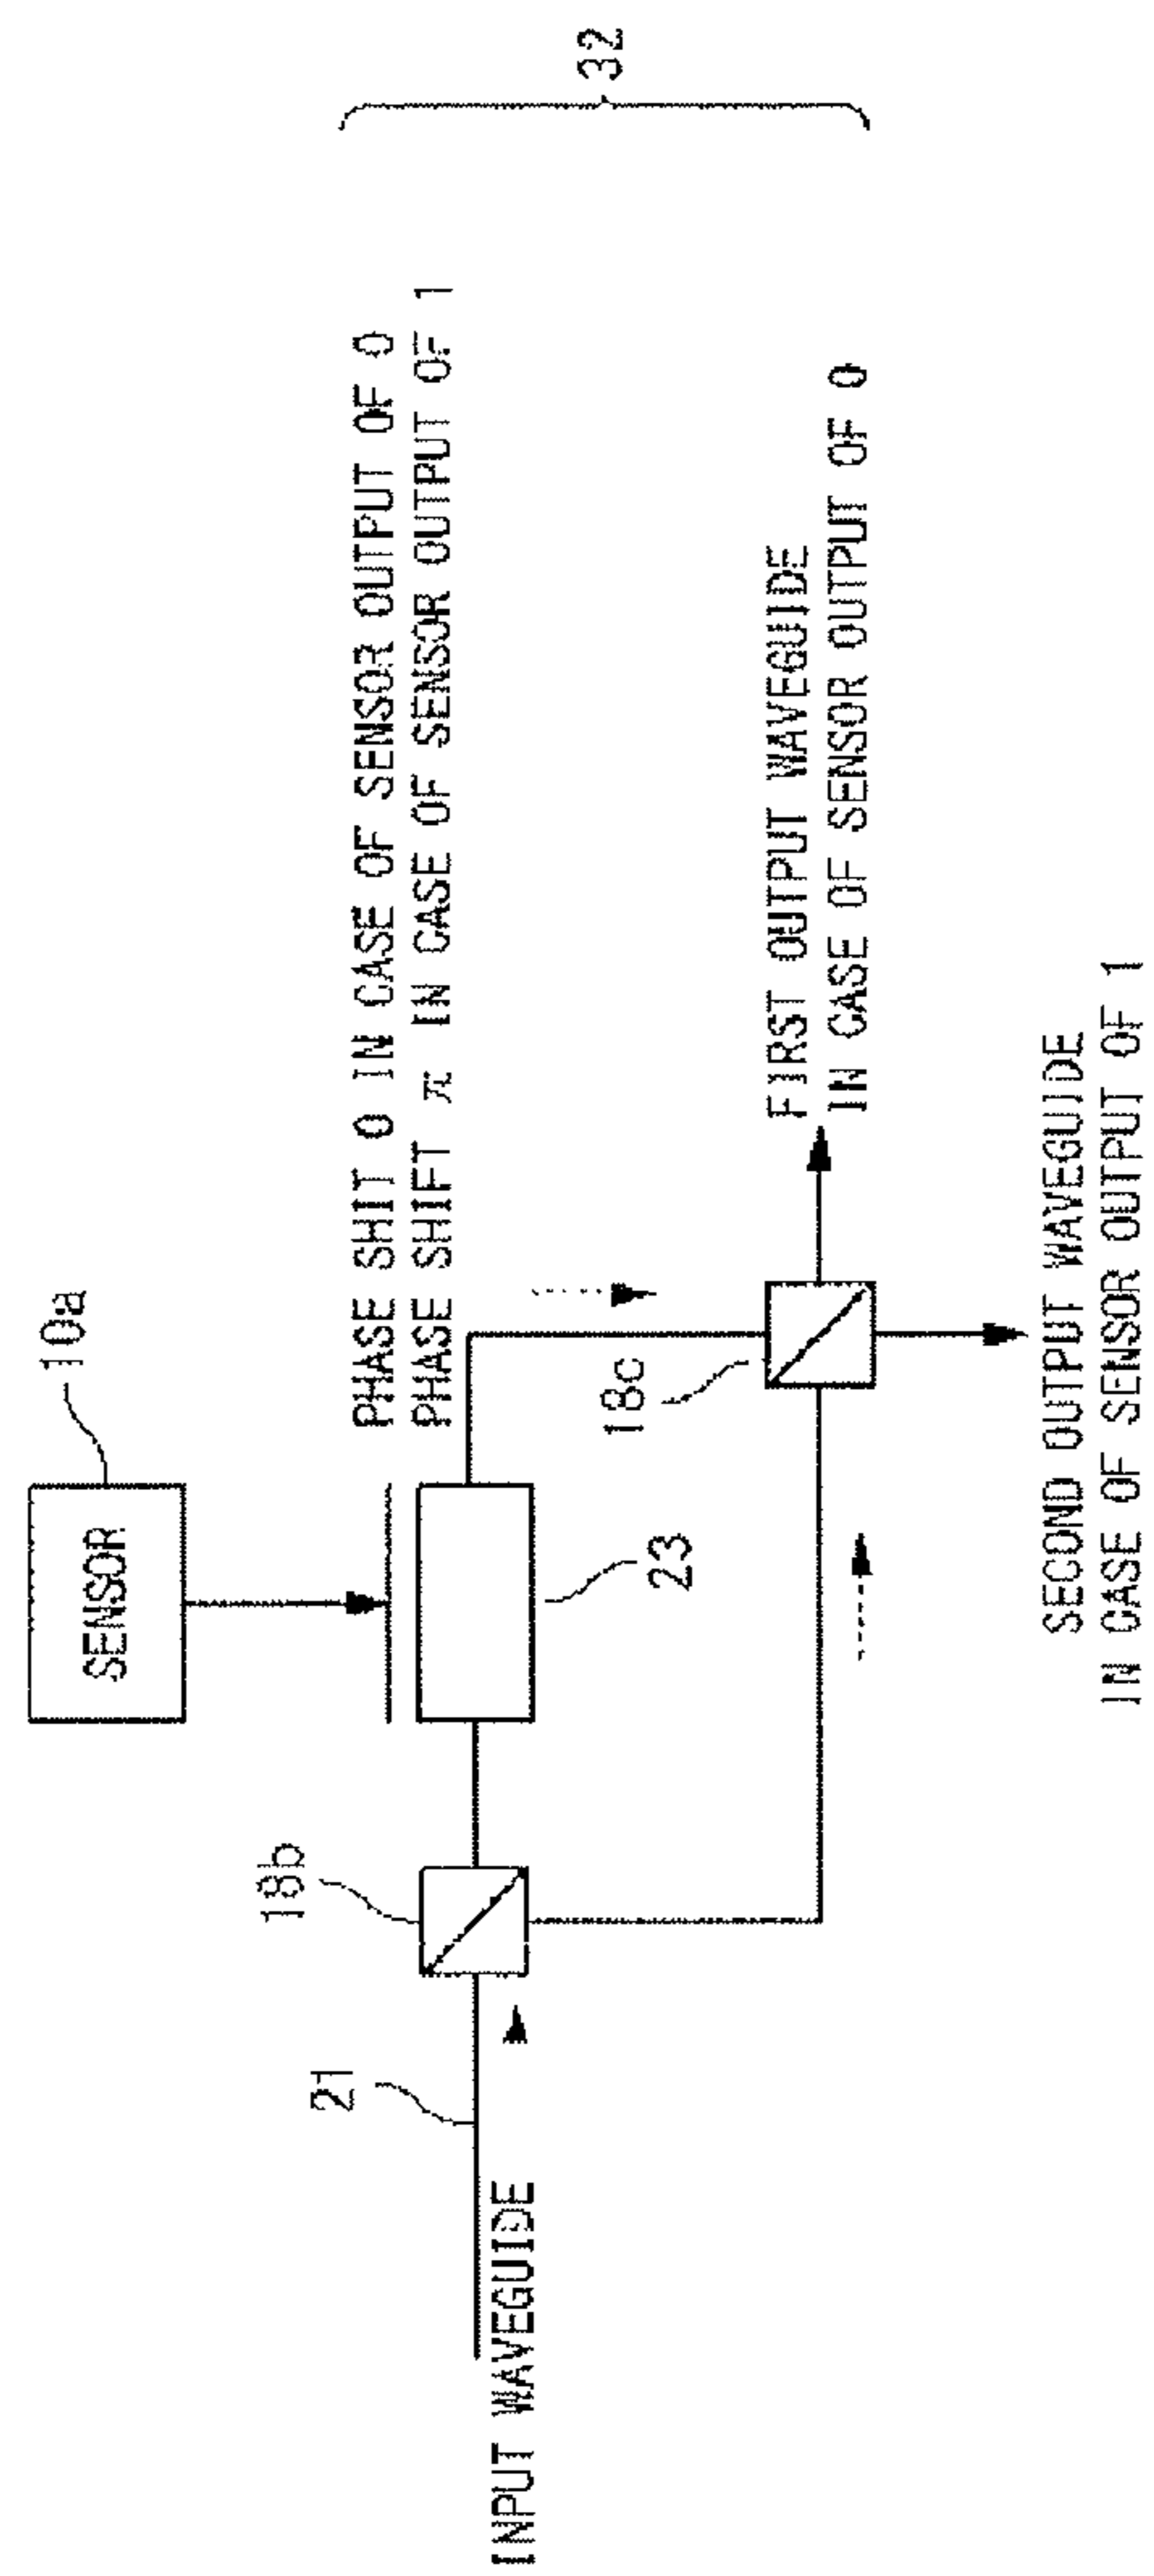 32
10a
SENSOR
PHASE SHIT 0 IN CASE OF SENSOR OUTPUT OF 0
PHASE SHIFT π IN CASE OF SENSOR OUTPUT OF 1
18b
21
23
18c
INPUT WAVEGUIDE
FIRST OUTPUT WAVEGUIDE
IN CASE OF SENSOR OUTPUT OF 0
SECOND OUTPUT WAVEGUIDE
IN CASE OF SENSOR OUTPUT OF 1